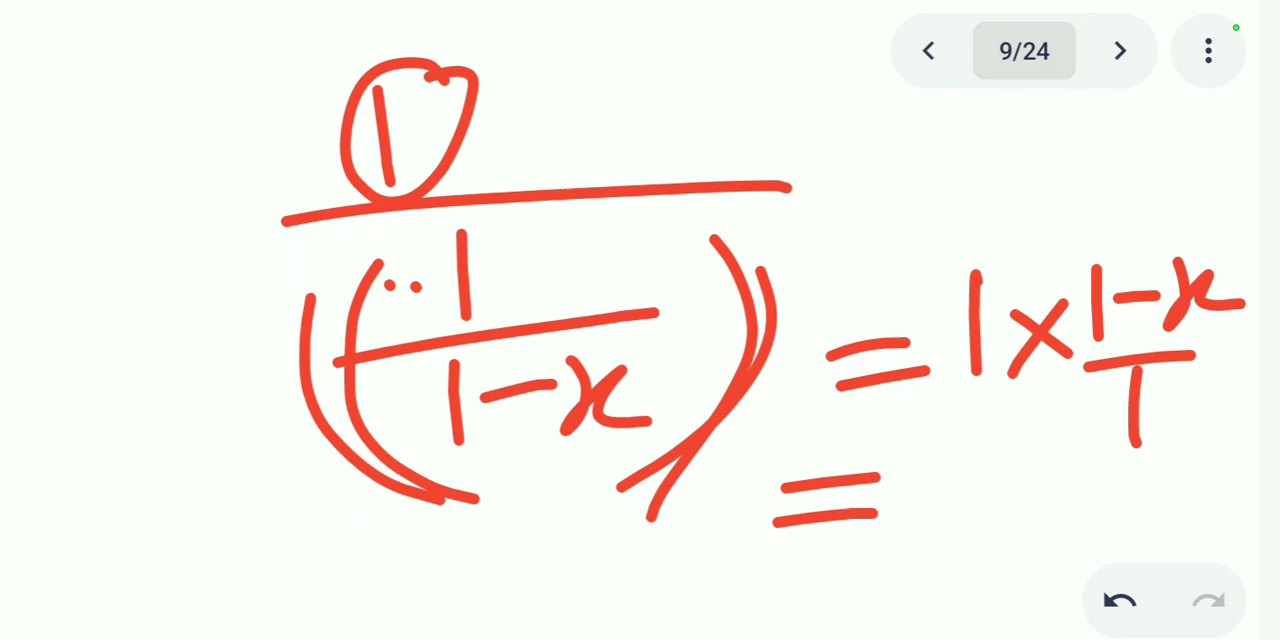 9/24
1
1
1-x
= 1 × 1-x
1
=